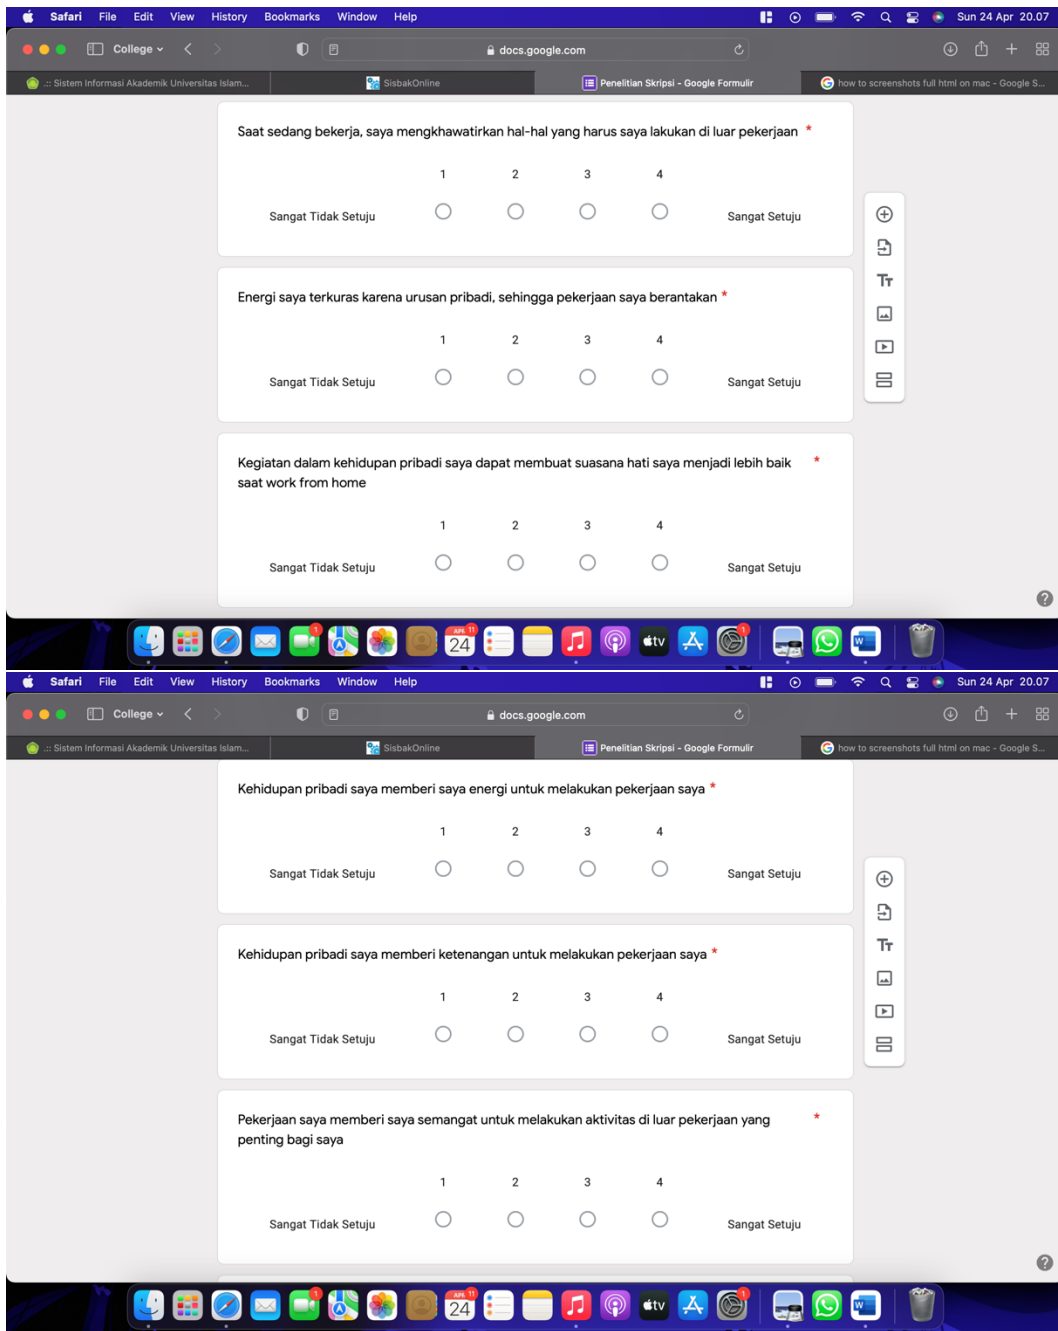 Safari File Edit View History Bookmarks Window Help Sun 24 Apr 20.07
College docs.google.com
.:: Sistem Informasi Akademik Universitas Islam... SisbakOnline Penelitian Skripsi - Google Formulir how to screenshots full html on mac - Google S...
Saat sedang bekerja, saya mengkhawatirkan hal-hal yang harus saya lakukan di luar pekerjaan *
1 2 3 4
Sangat Tidak Setuju Sangat Setuju
Energi saya terkuras karena urusan pribadi, sehingga pekerjaan saya berantakan *
1 2 3 4
Sangat Tidak Setuju Sangat Setuju
Kegiatan dalam kehidupan pribadi saya dapat membuat suasana hati saya menjadi lebih baik *
saat work from home
1 2 3 4
Sangat Tidak Setuju Sangat Setuju
APR 11
24 tv
Safari File Edit View History Bookmarks Window Help Sun 24 Apr 20.07
College docs.google.com
.:: Sistem Informasi Akademik Universitas Islam... SisbakOnline Penelitian Skripsi - Google Formulir how to screenshots full html on mac - Google S...
Kehidupan pribadi saya memberi saya energi untuk melakukan pekerjaan saya *
1 2 3 4
Sangat Tidak Setuju Sangat Setuju
Kehidupan pribadi saya memberi ketenangan untuk melakukan pekerjaan saya *
1 2 3 4
Sangat Tidak Setuju Sangat Setuju
Pekerjaan saya memberi saya semangat untuk melakukan aktivitas di luar pekerjaan yang *
penting bagi saya
1 2 3 4
Sangat Tidak Setuju Sangat Setuju
APR 11
24 tv